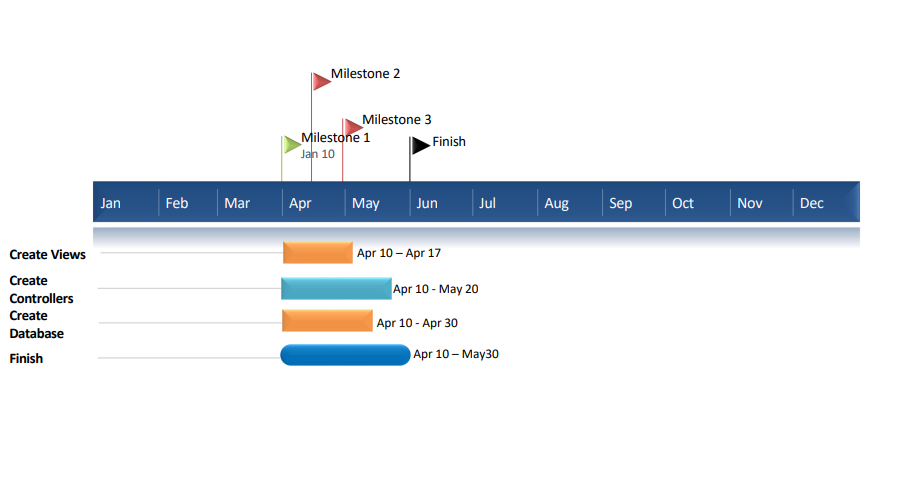 Milestone 2
Milestone 3
Milestone 1
Jan 10
Finish
Jan Feb Mar Apr May Jun Jul Aug Sep Oct Nov Dec
Create Views
Apr 10 – Apr 17
Create
Controllers
Apr 10 - May 20
Create
Database
Apr 10 - Apr 30
Finish
Apr 10 – May30